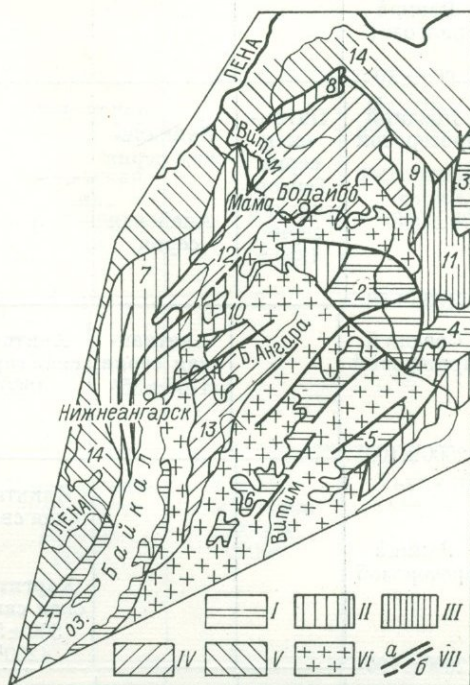 ЛЕНА
14
8
Витим
9
3
Мама
Бодайбо
12
11
7
2
10
4
Б. Ангара
Нижнеангарск
13
5
14
ЛЕНА
6
Витим
оз. Байкал
1
I
II
III
IV
V
VI
а
б
VII